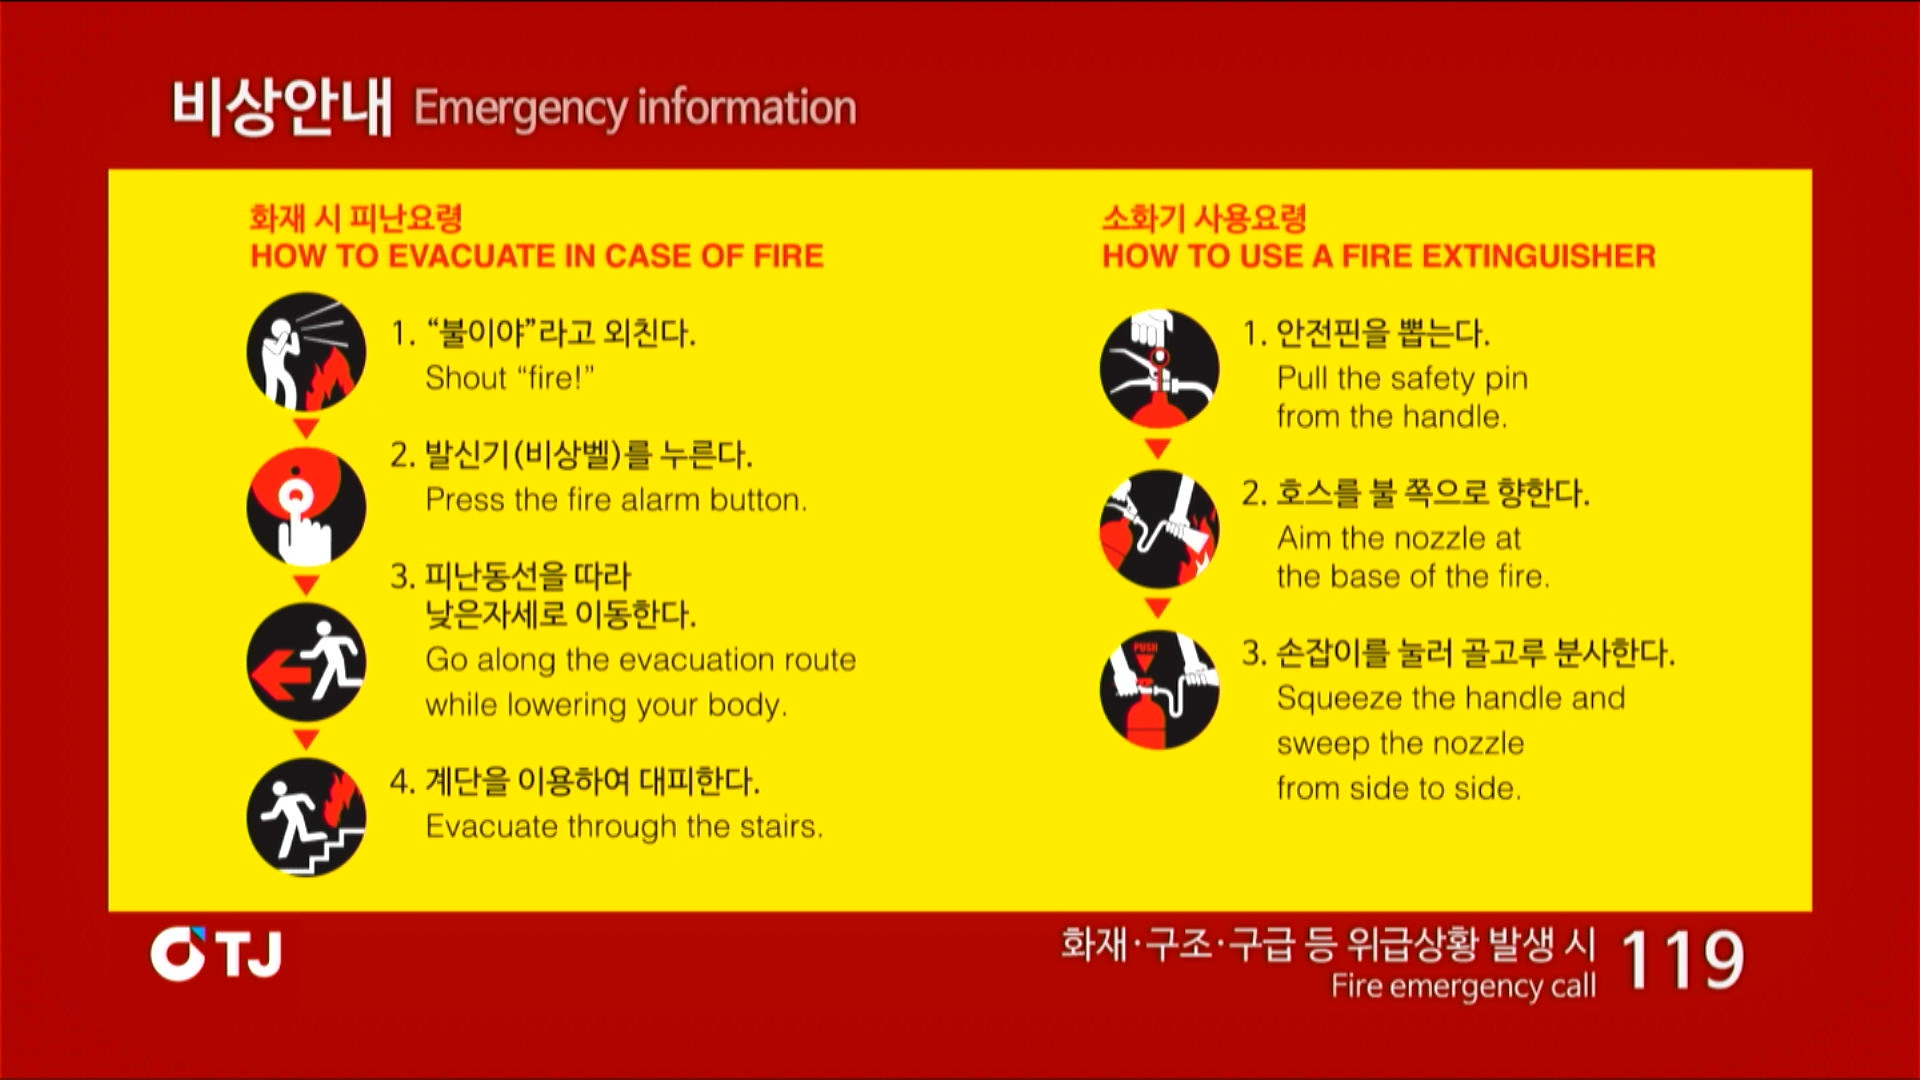 비상안내 Emergency information
화재 시 피난요령
HOW TO EVACUATE IN CASE OF FIRE
1. “불이야”라고 외친다.
Shout “fire!”
2. 발신기(비상벨)를 누른다.
Press the fire alarm button.
3. 피난동선을 따라
낮은자세로 이동한다.
Go along the evacuation route
while lowering your body.
4. 계단을 이용하여 대피한다.
Evacuate through the stairs.
소화기 사용요령
HOW TO USE A FIRE EXTINGUISHER
1. 안전핀을 뽑는다.
Pull the safety pin
from the handle.
2. 호스를 불 쪽으로 향한다.
Aim the nozzle at
the base of the fire.
PUSH
3. 손잡이를 눌러 골고루 분사한다.
Squeeze the handle and
sweep the nozzle
from side to side.
TJ
화재·구조·구급 등 위급상황 발생 시 119
Fire emergency call